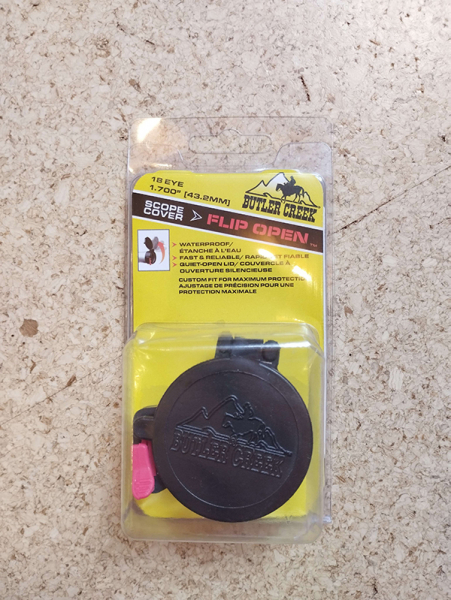 18 EYE
1.700" [43.2MM]
BUTLER CREEK
SCOPE
COVER
FLIP OPEN™
> WATERPROOF/
ÉTANCHE À L'EAU
> FAST & RELIABLE/ RAPIDE ET FIABLE
> QUIET-OPEN LID/ COUVERCLE À
OUVERTURE SILENCIEUSE
CUSTOM FIT FOR MAXIMUM PROTECTION/
AJUSTAGE DE PRÉCISION POUR UNE
PROTECTION MAXIMALE
BUTLER CREEK